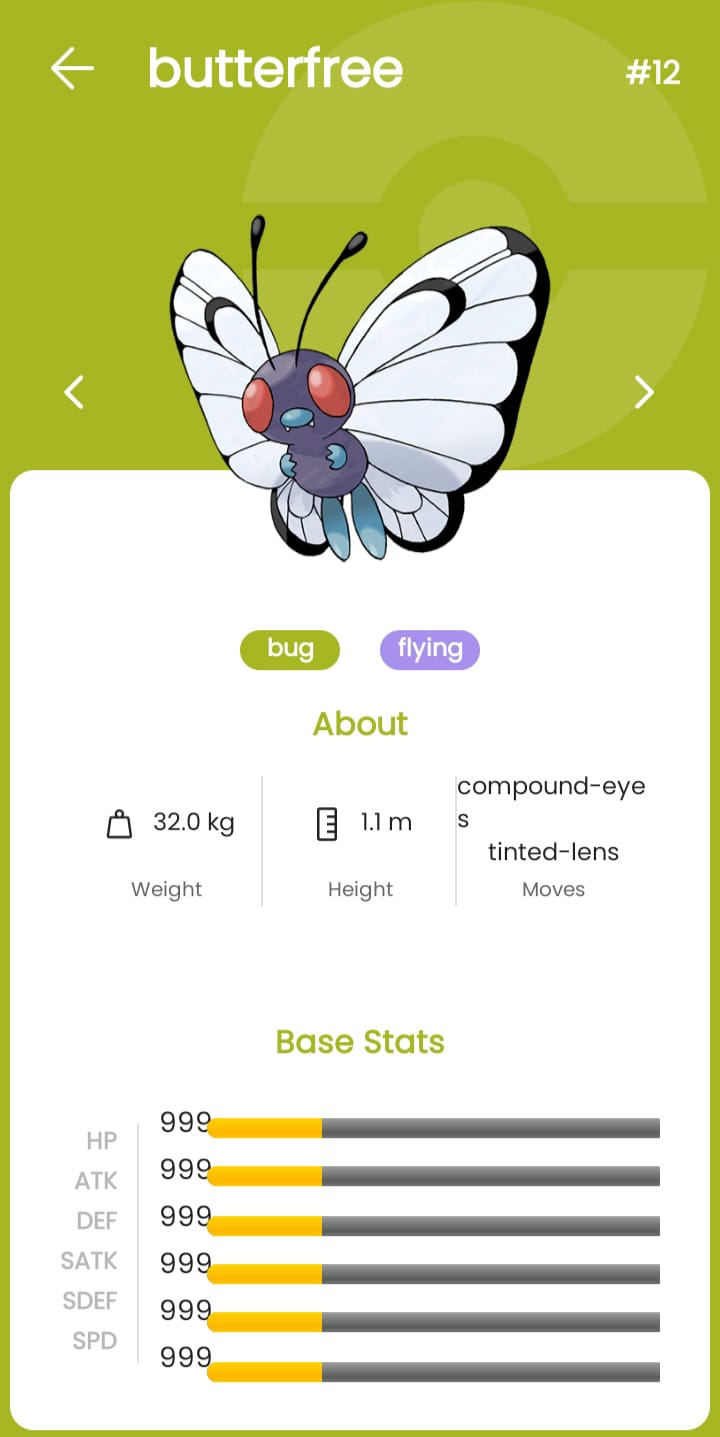 butterfree
#12
bug
flying
About
32.0 kg
1.1 m
compound-eye
s
tinted-lens
Weight
Height
Moves
Base Stats
HP
999
ATK
999
DEF
999
SATK
999
SDEF
999
SPD
999